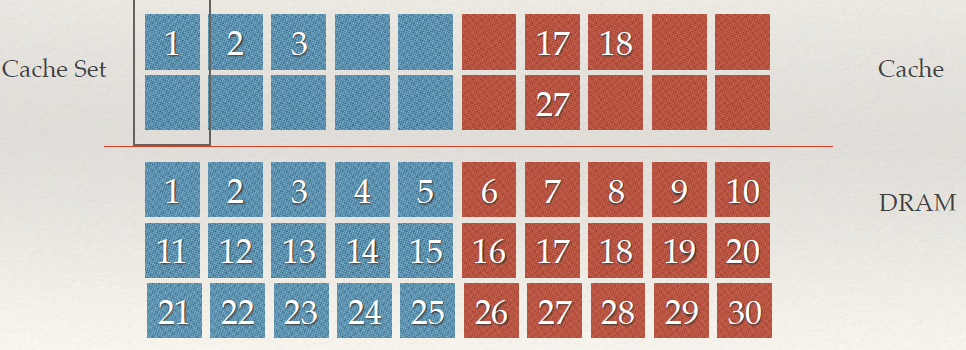 1 2 3 17 18
Cache Set Cache
27
1 2 3 4 5 6 7 8 9 10
DRAM
11 12 13 14 15 16 17 18 19 20
21 22 23 24 25 26 27 28 29 30